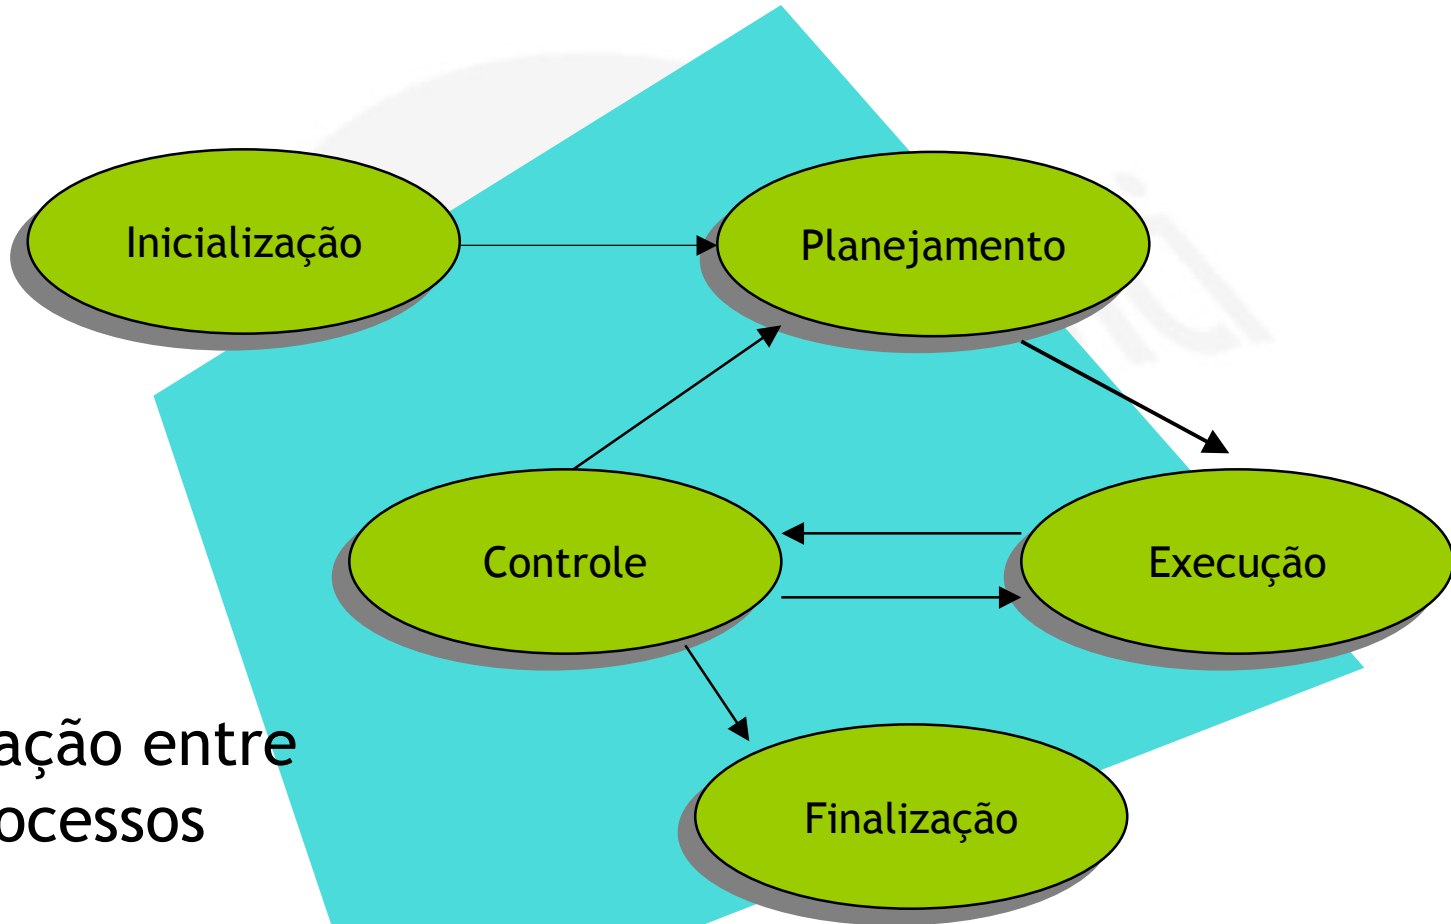 Inicialização
Planejamento
Controle
Execução
ação entre
ocessos
Finalização